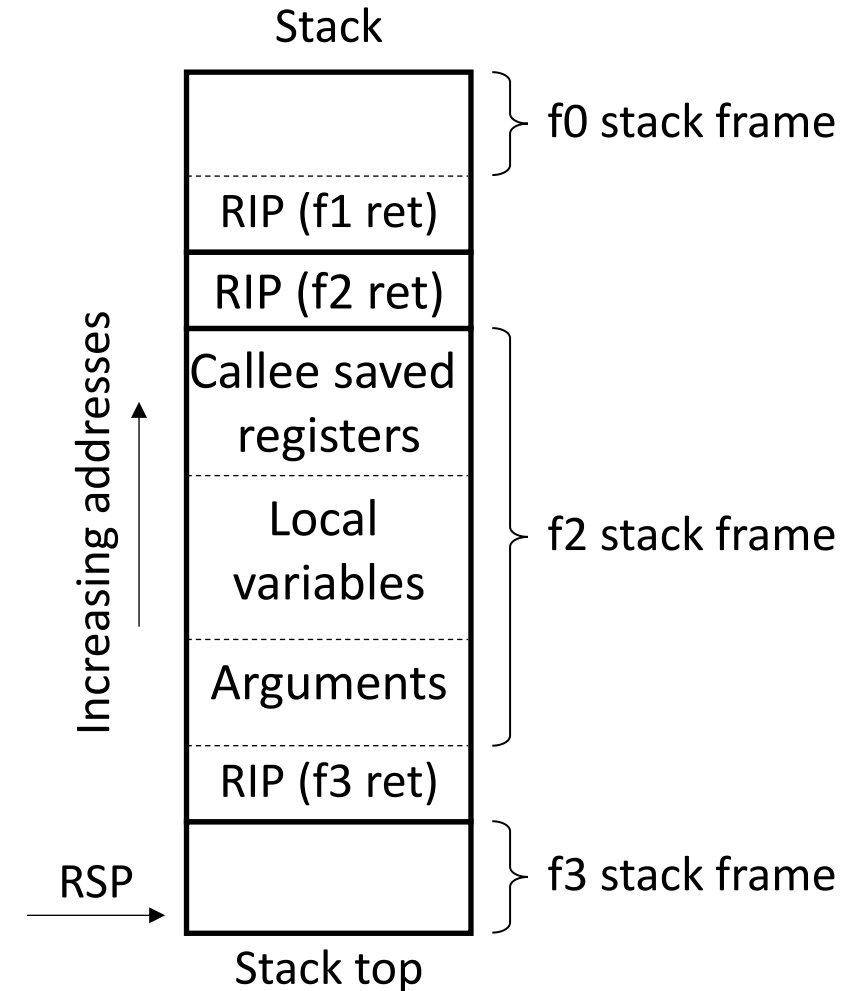 Stack
f0 stack frame
RIP (f1 ret)
RIP (f2 ret)
Increasing addresses
Callee saved
registers
Local
variables
f2 stack frame
Arguments
RIP (f3 ret)
RSP
f3 stack frame
Stack top